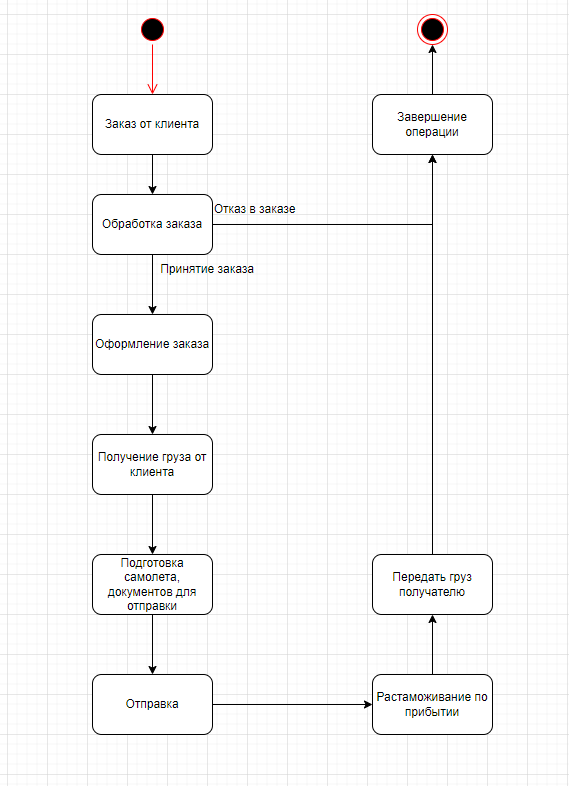 Заказ от клиента
Обработка заказа
Отказ в заказе
Принятие заказа
Оформление заказа
Получение груза от
клиента
Подготовка
самолета,
документов для
отправки
Отправка
Растаможивание по
прибытии
Передать груз
получателю
Завершение
операции